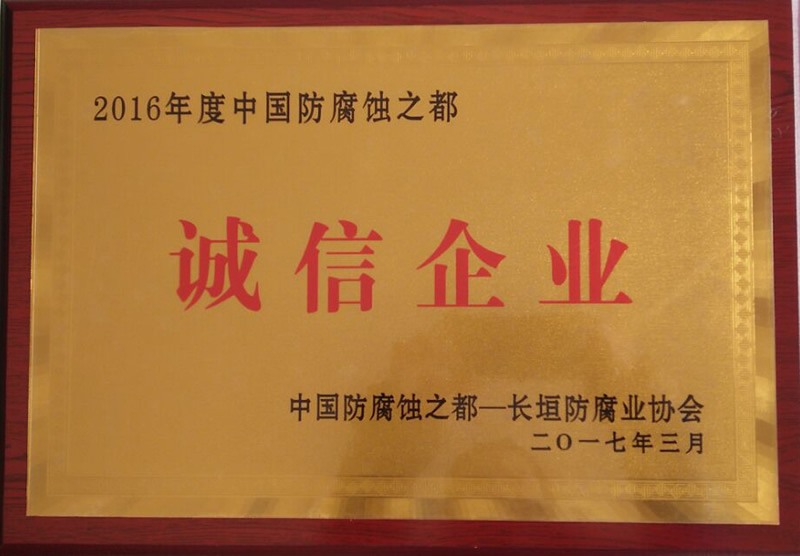 2016年度中国防腐蚀之都
诚信企业
中国防腐蚀之都—长垣防腐业协会
二〇一七年三月